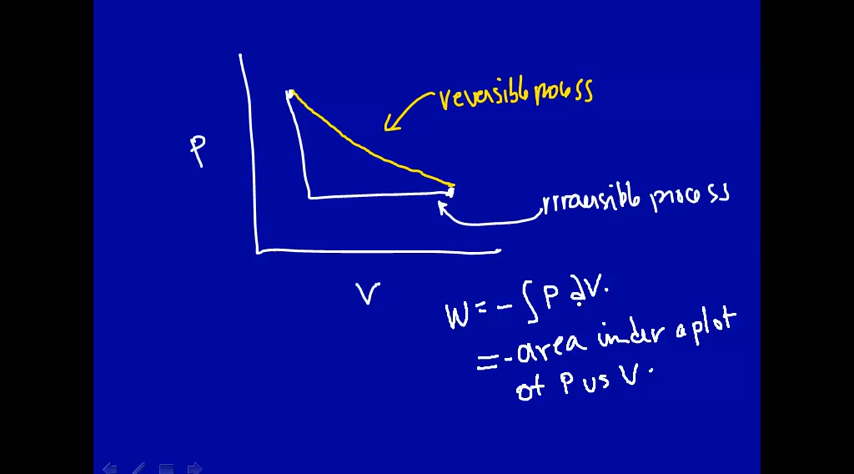 reversible process
P
irreversible process
V
W = - ∫ P dV.
= - area under a plot
of P vs V.